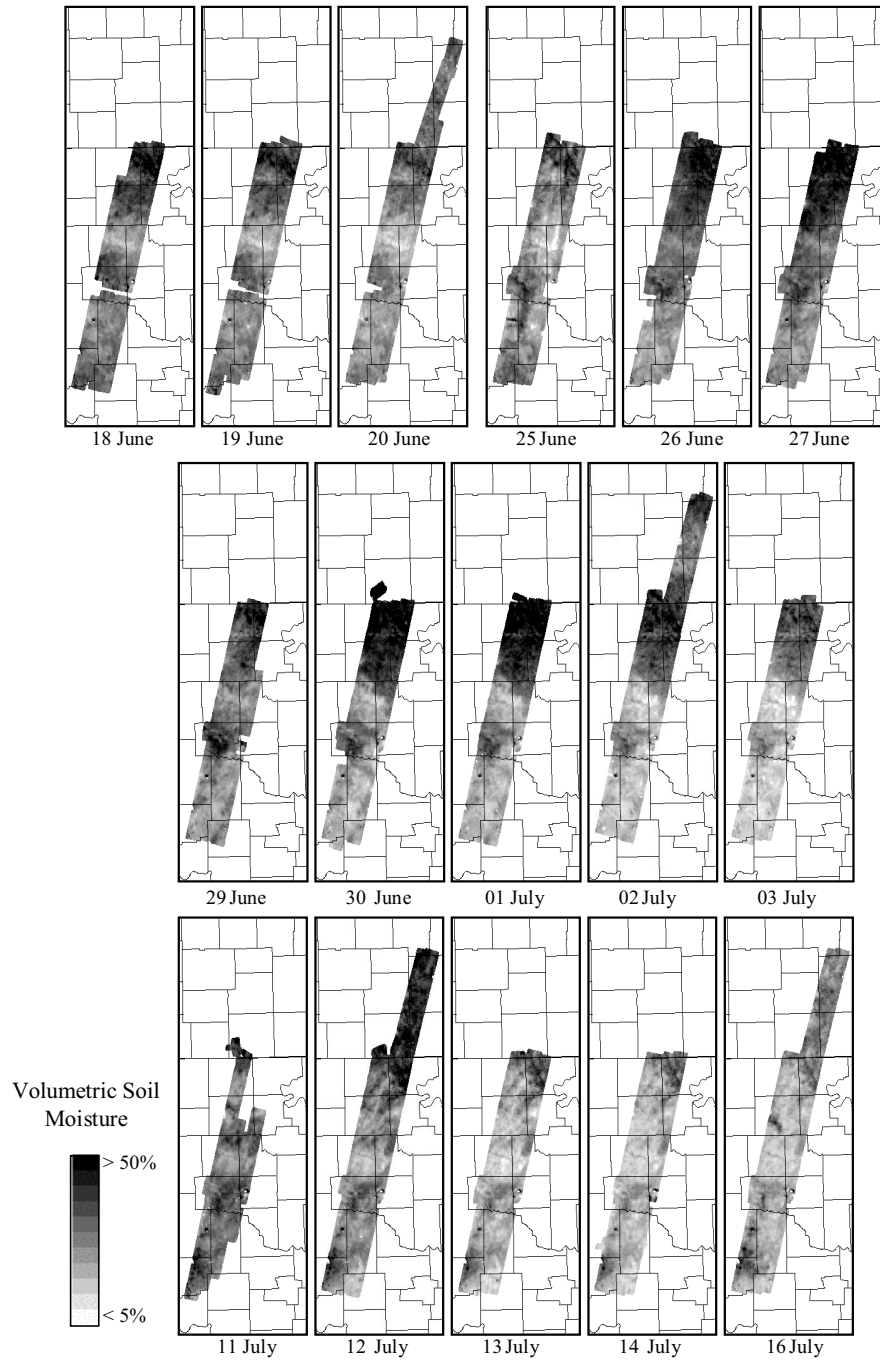 18 June
19 June
20 June
25 June
26 June
27 June
29 June
30 June
01 July
02 July
03 July
Volumetric Soil
Moisture
> 50%
< 5%
11 July
12 July
13 July
14 July
16 July